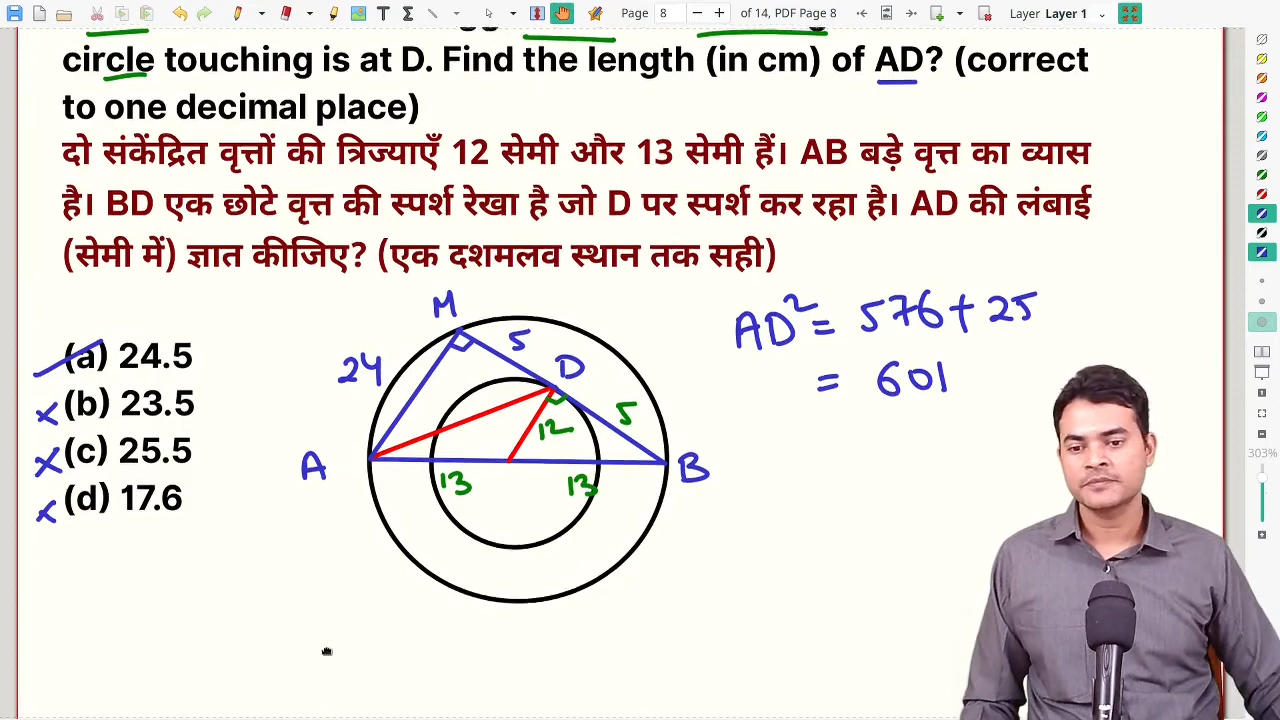 Page 8 of 14, PDF Page 8
Layer Layer 1
circle touching is at D. Find the length (in cm) of AD? (correct
to one decimal place)
दो संकेंद्रित वृत्तों की त्रिज्याएँ 12 सेमी और 13 सेमी हैं। AB बड़े वृत्त का व्यास
है। BD एक छोटे वृत्त की स्पर्श रेखा है जो D पर स्पर्श कर रहा है। AD की लंबाई
(सेमी में) ज्ञात कीजिए? (एक दशमलव स्थान तक सही)
(a) 24.5
(b) 23.5
(c) 25.5
(d) 17.6
M
5
D
24
12
5
A
13
13
B
AD² = 576 + 25
= 601
303%